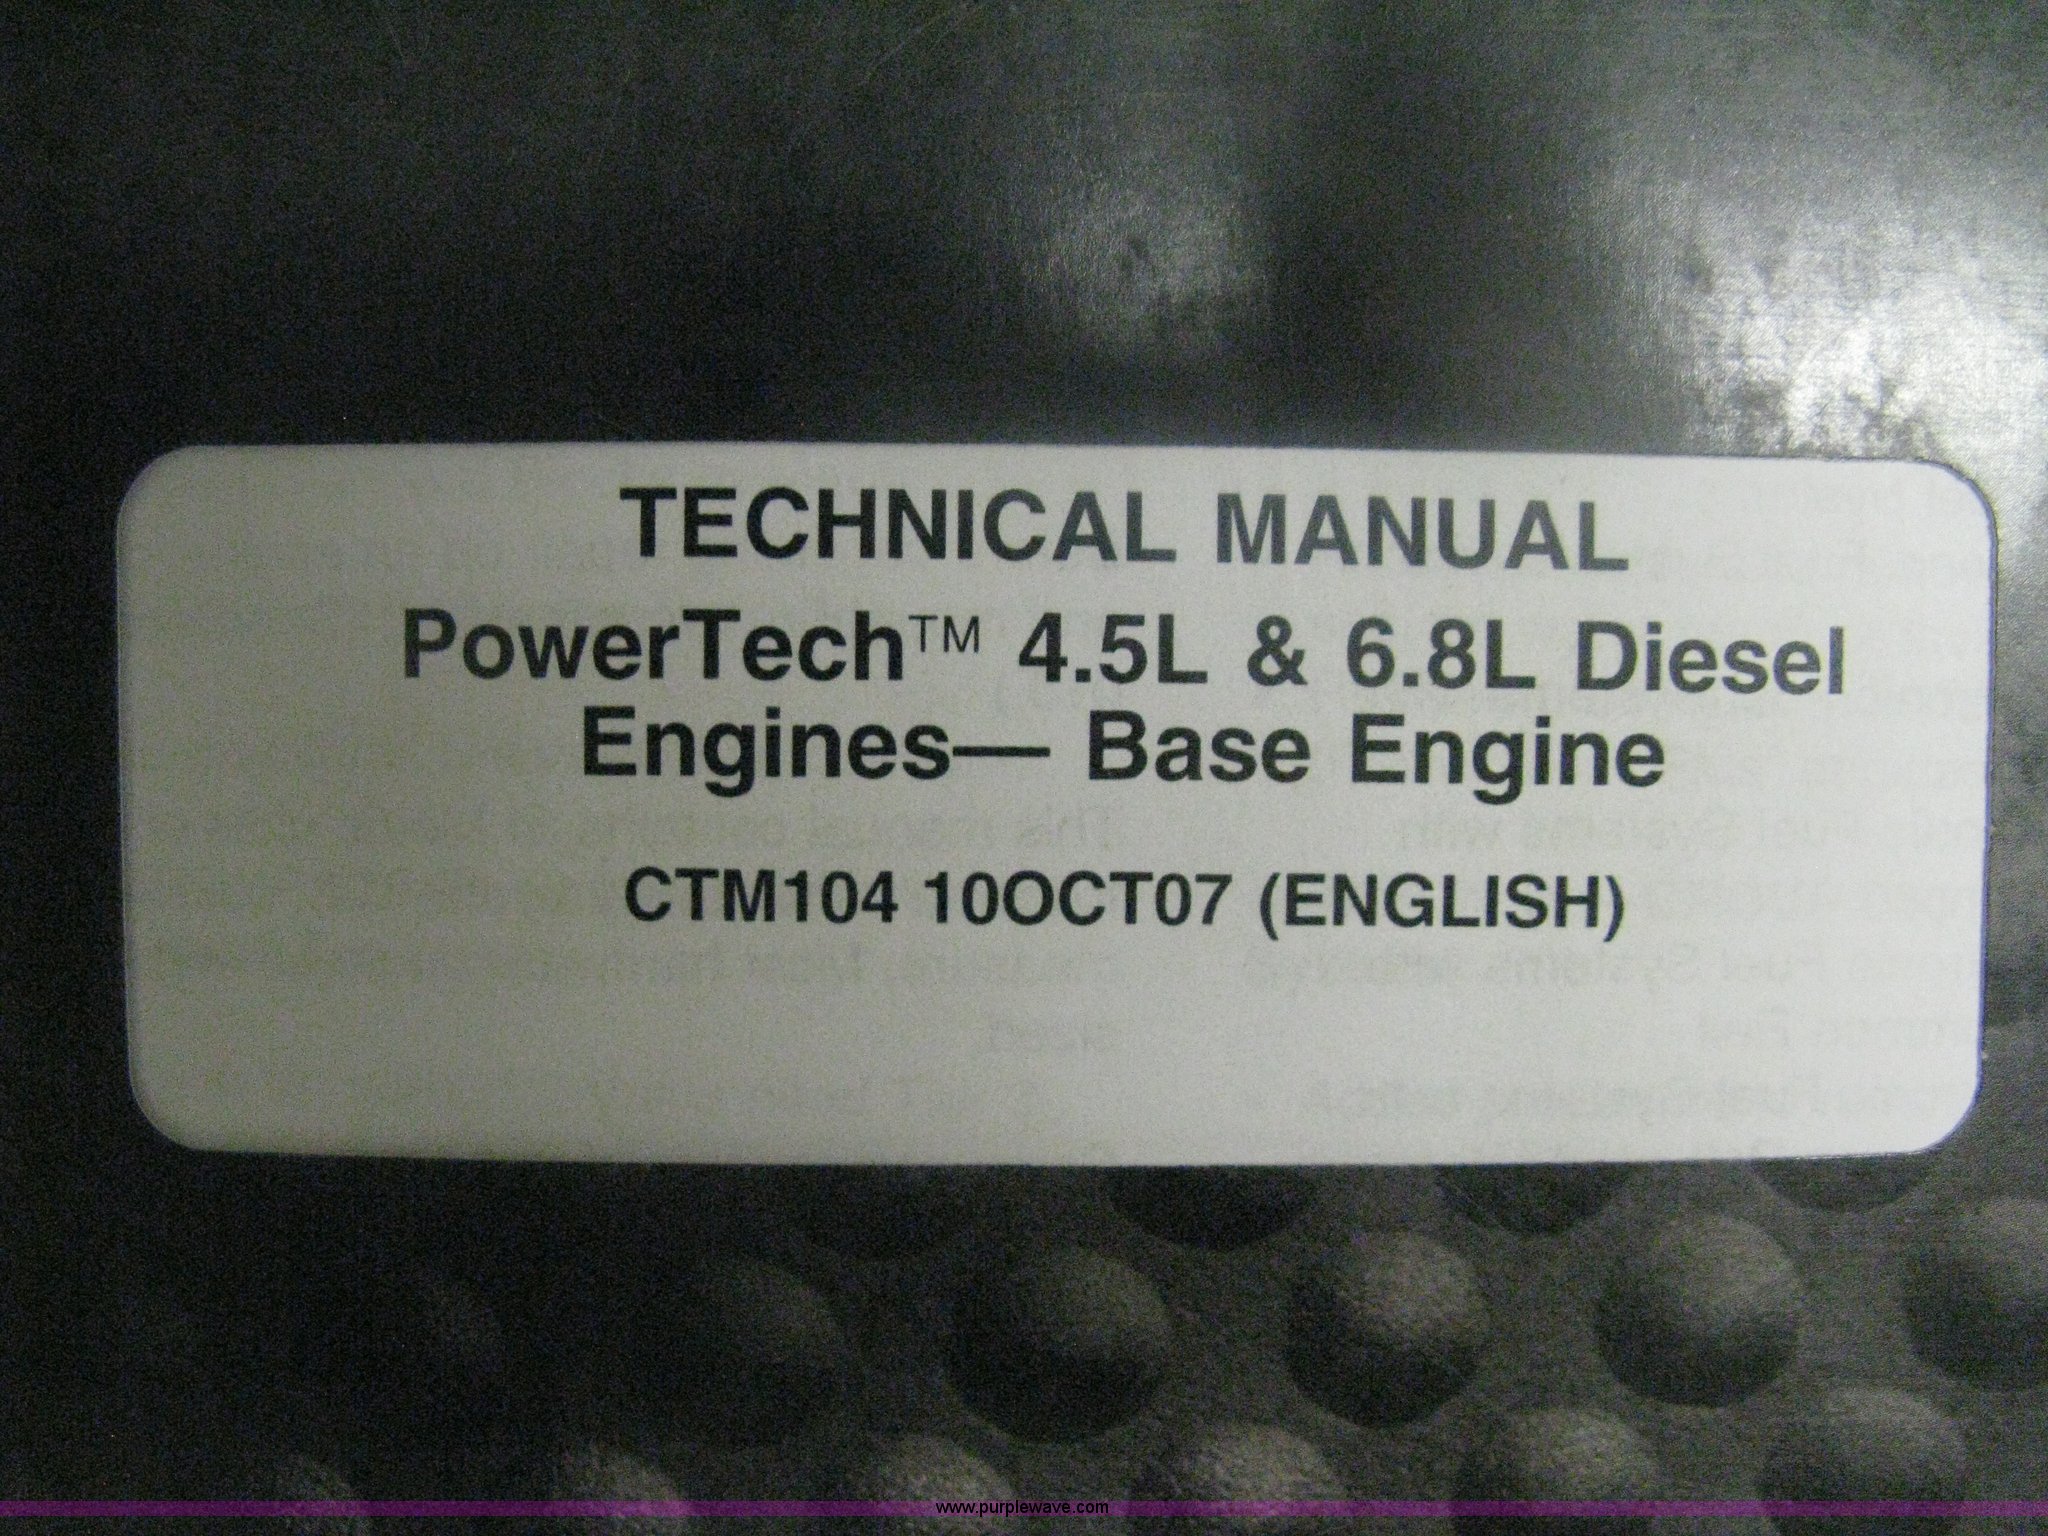 TECHNICAL MANUAL
PowerTech™ 4.5L & 6.8L Diesel
Engines— Base Engine
CTM104 10OCT07 (ENGLISH)
www.purplewave.com